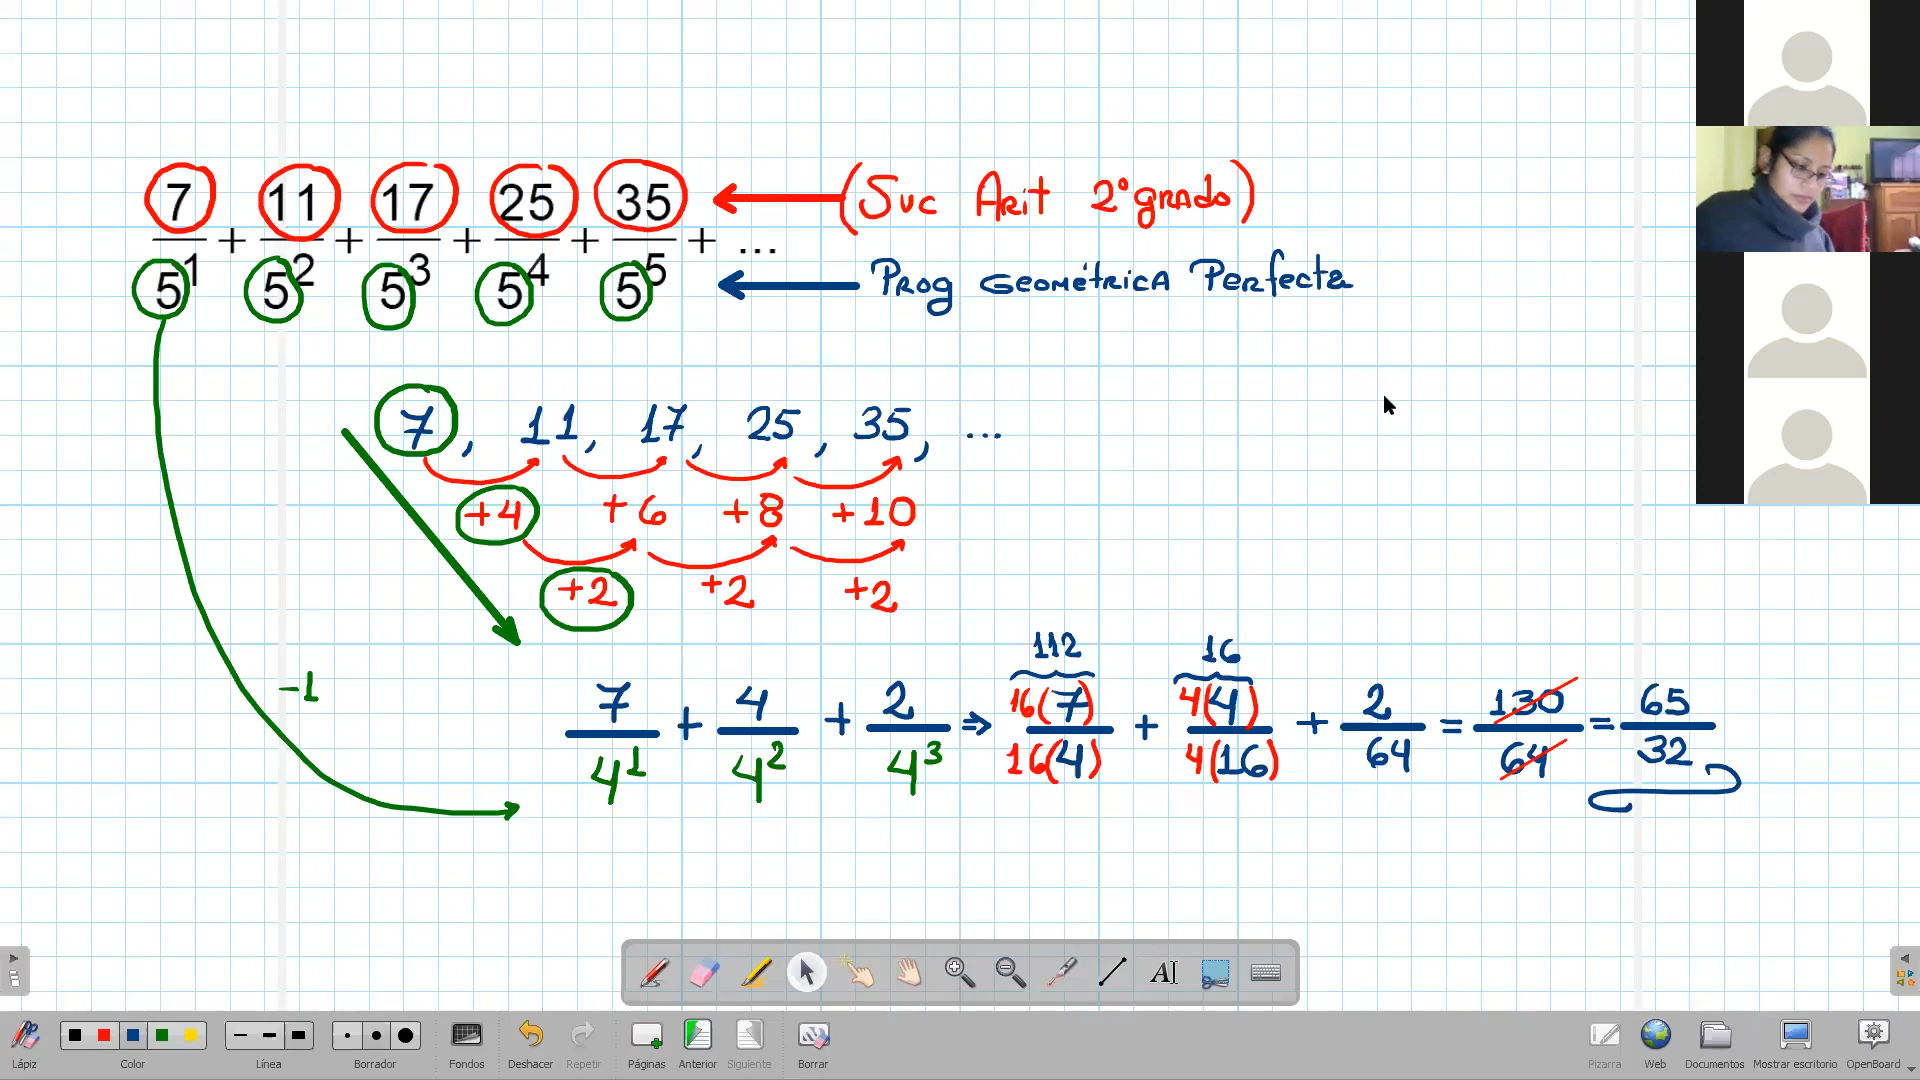 7/5^1 + 11/5^2 + 17/5^3 + 25/5^4 + 35/5^5 + ... (Suc Arit 2° grado)
Prog Geométrica Perfecta
7, 11, 17, 25, 35, ...
+4 +6 +8 +10
+2 +2 +2
-1
112 16
7/4^1 + 4/4^2 + 2/4^3 ⇒ 16(7)/16(4) + 4(4)/4(16) + 2/64 = 130/64 = 65/32
AI
Lápiz Color Línea Borrador Fondos Deshacer Repetir Páginas Anterior Siguiente Borrar Pizarra Web Documentos Mostrar escritorio OpenBoard